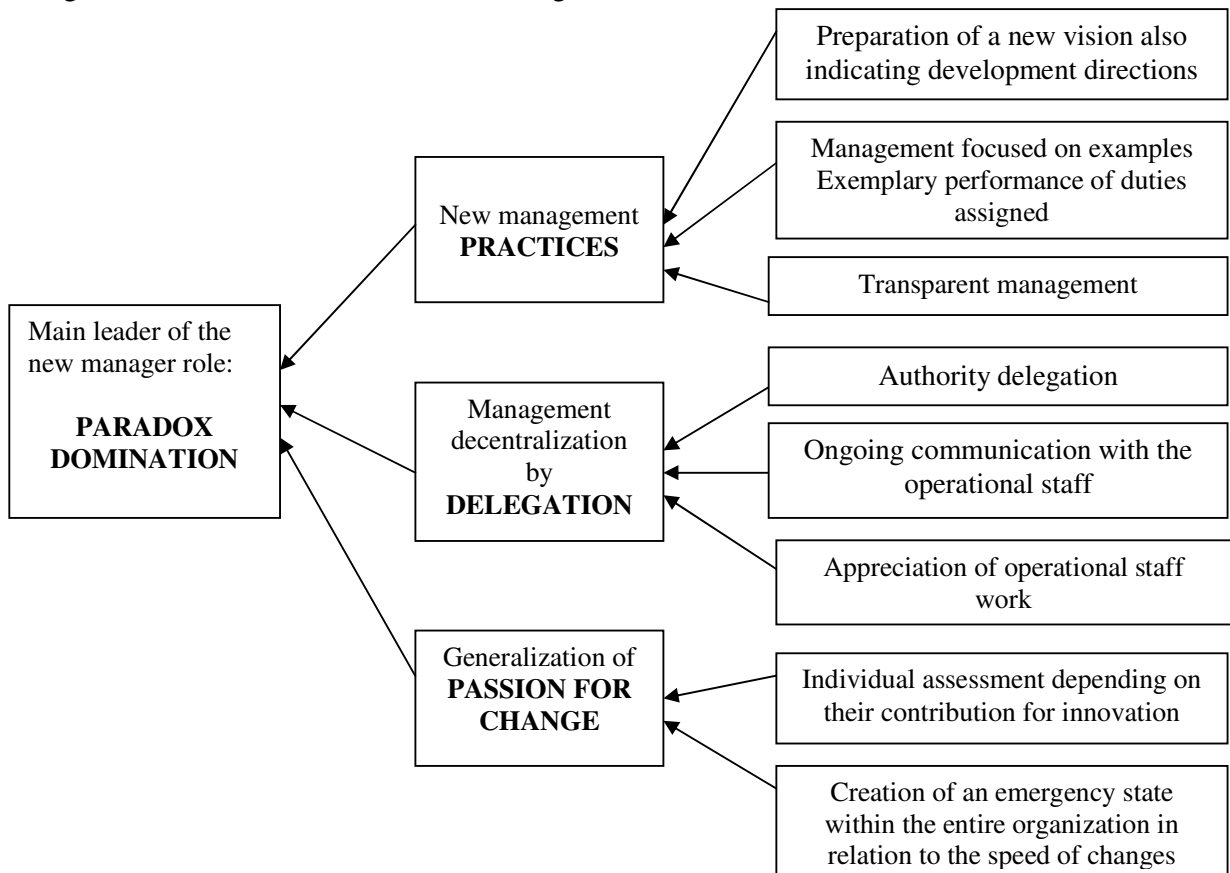 Preparation of a new vision also
indicating development directions
Management focused on examples
Exemplary performance of duties
assigned
New management
PRACTICES
Transparent management
Main leader of the
new manager role:
PARADOX
DOMINATION
Management
decentralization
by
DELEGATION
Authority delegation
Ongoing communication with the
operational staff
Appreciation of operational staff
work
Generalization of
PASSION FOR
CHANGE
Individual assessment depending on
their contribution for innovation
Creation of an emergency state
within the entire organization in
relation to the speed of changes